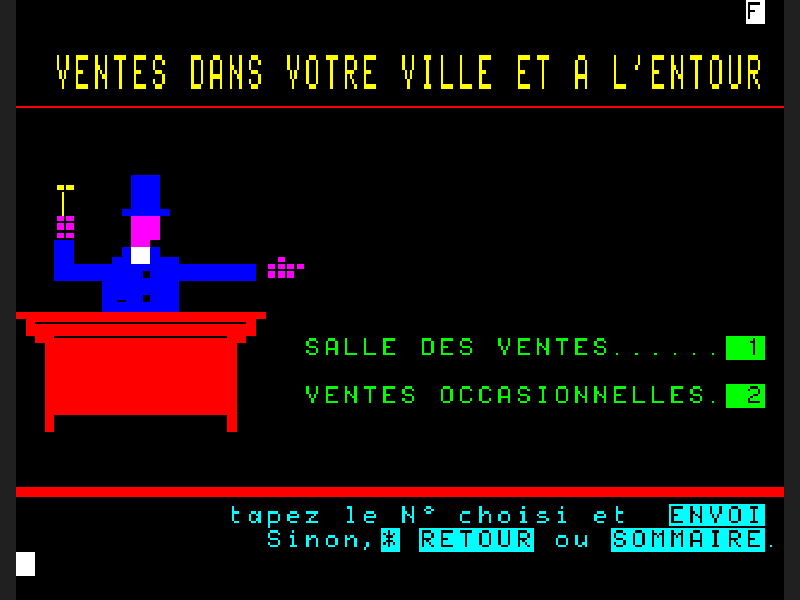 F
VENTES DANS VOTRE VILLE ET A L'ENTOUR
SALLE DES VENTES...... 1
VENTES OCCASIONNELLES. 2
tapez le N° choisi et ENVOI
Sinon,* RETOUR ou SOMMAIRE.